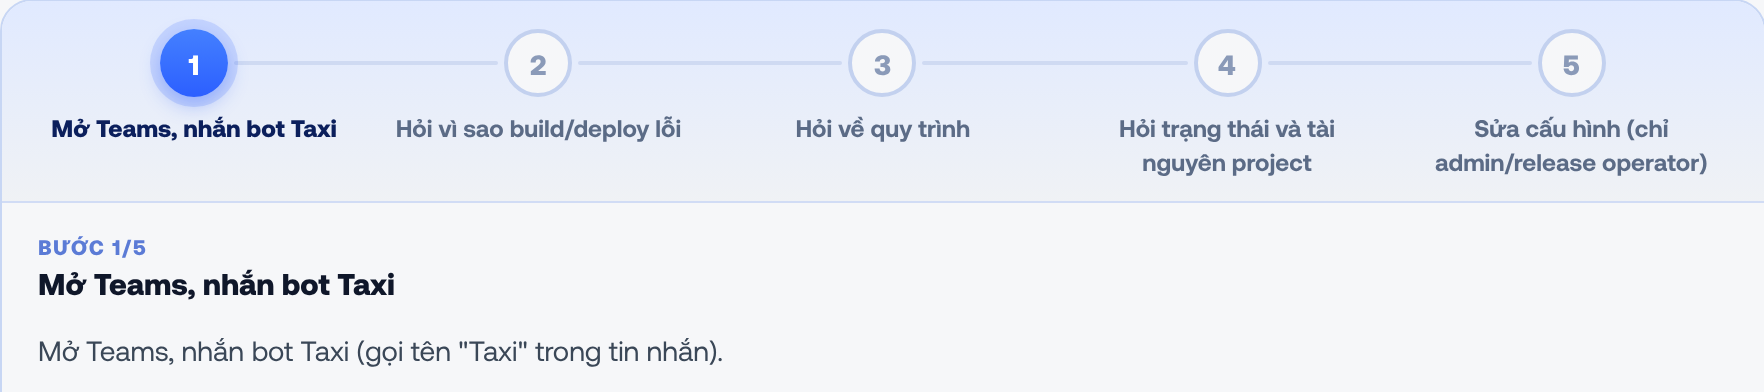 1
2
3
4
5
Mở Teams, nhắn bot Taxi
Hỏi vì sao build/deploy lỗi
Hỏi về quy trình
Hỏi trạng thái và tài
nguyên project
Sửa cấu hình (chỉ
admin/release operator)
BƯỚC 1/5
Mở Teams, nhắn bot Taxi
Mở Teams, nhắn bot Taxi (gọi tên "Taxi" trong tin nhắn).